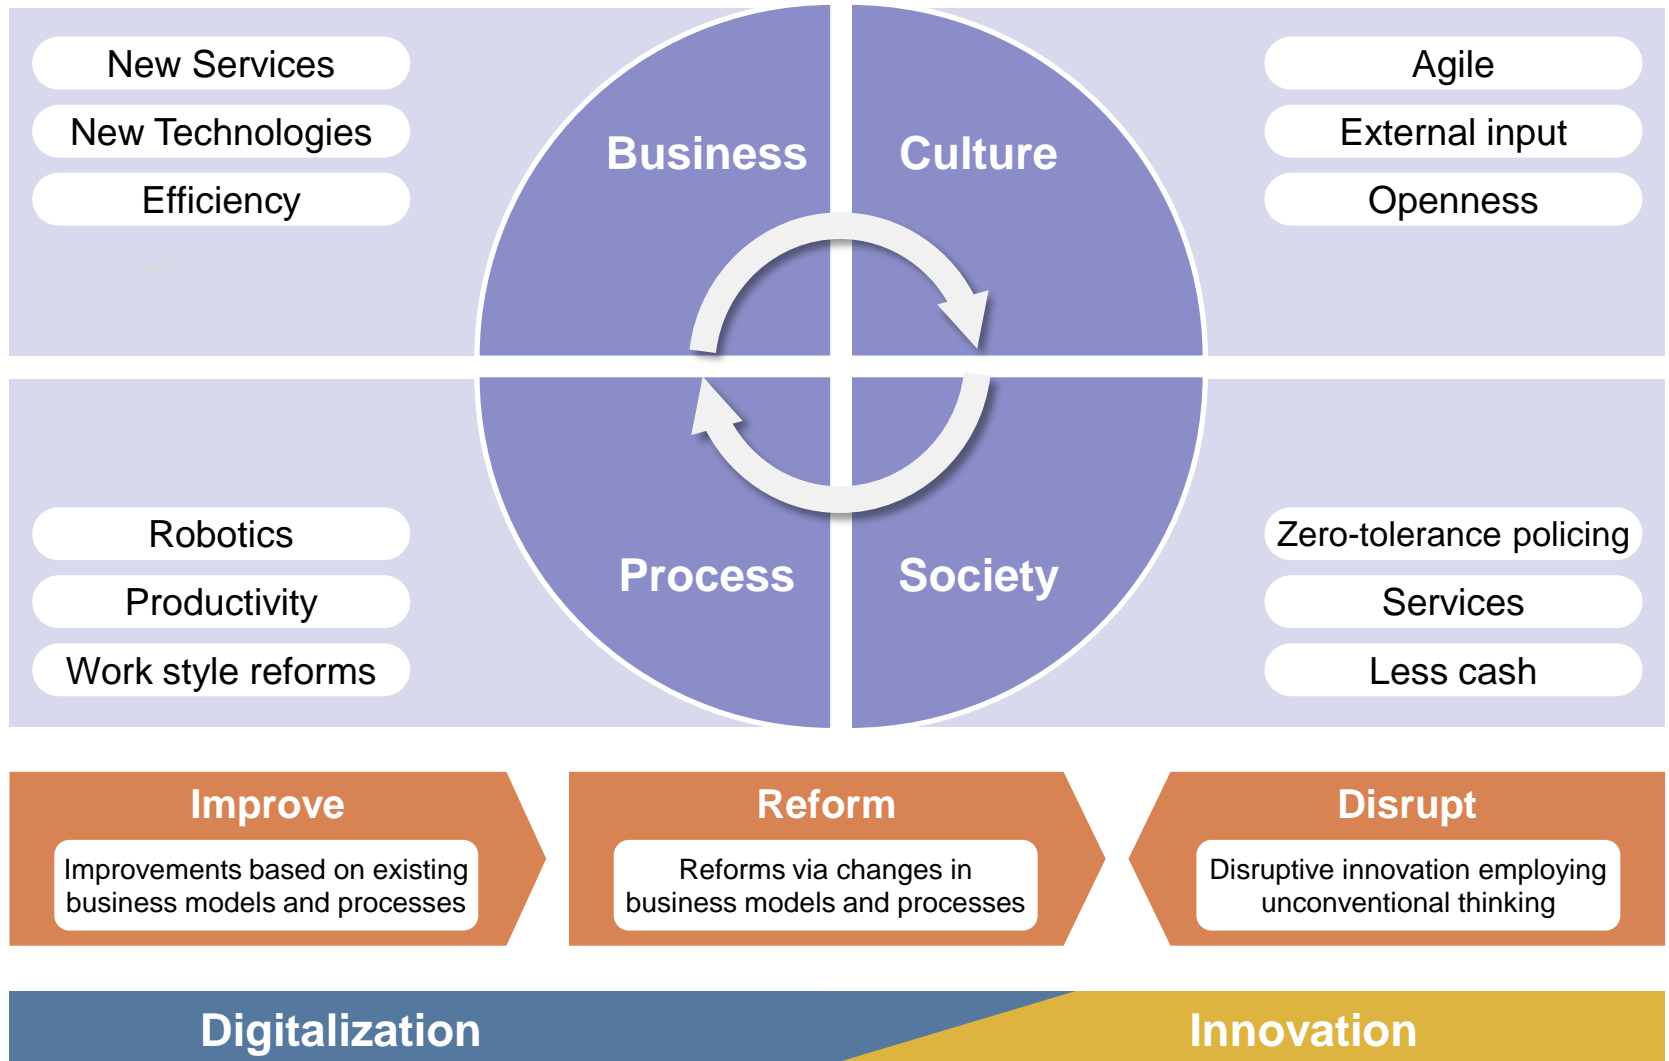 New Services
New Technologies
Efficiency
Business
Culture
Agile
External input
Openness
Robotics
Productivity
Work style reforms
Process
Society
Zero-tolerance policing
Services
Less cash
Improve
Improvements based on existing
business models and processes
Reform
Reforms via changes in
business models and processes
Disrupt
Disruptive innovation employing
unconventional thinking
Digitalization
Innovation